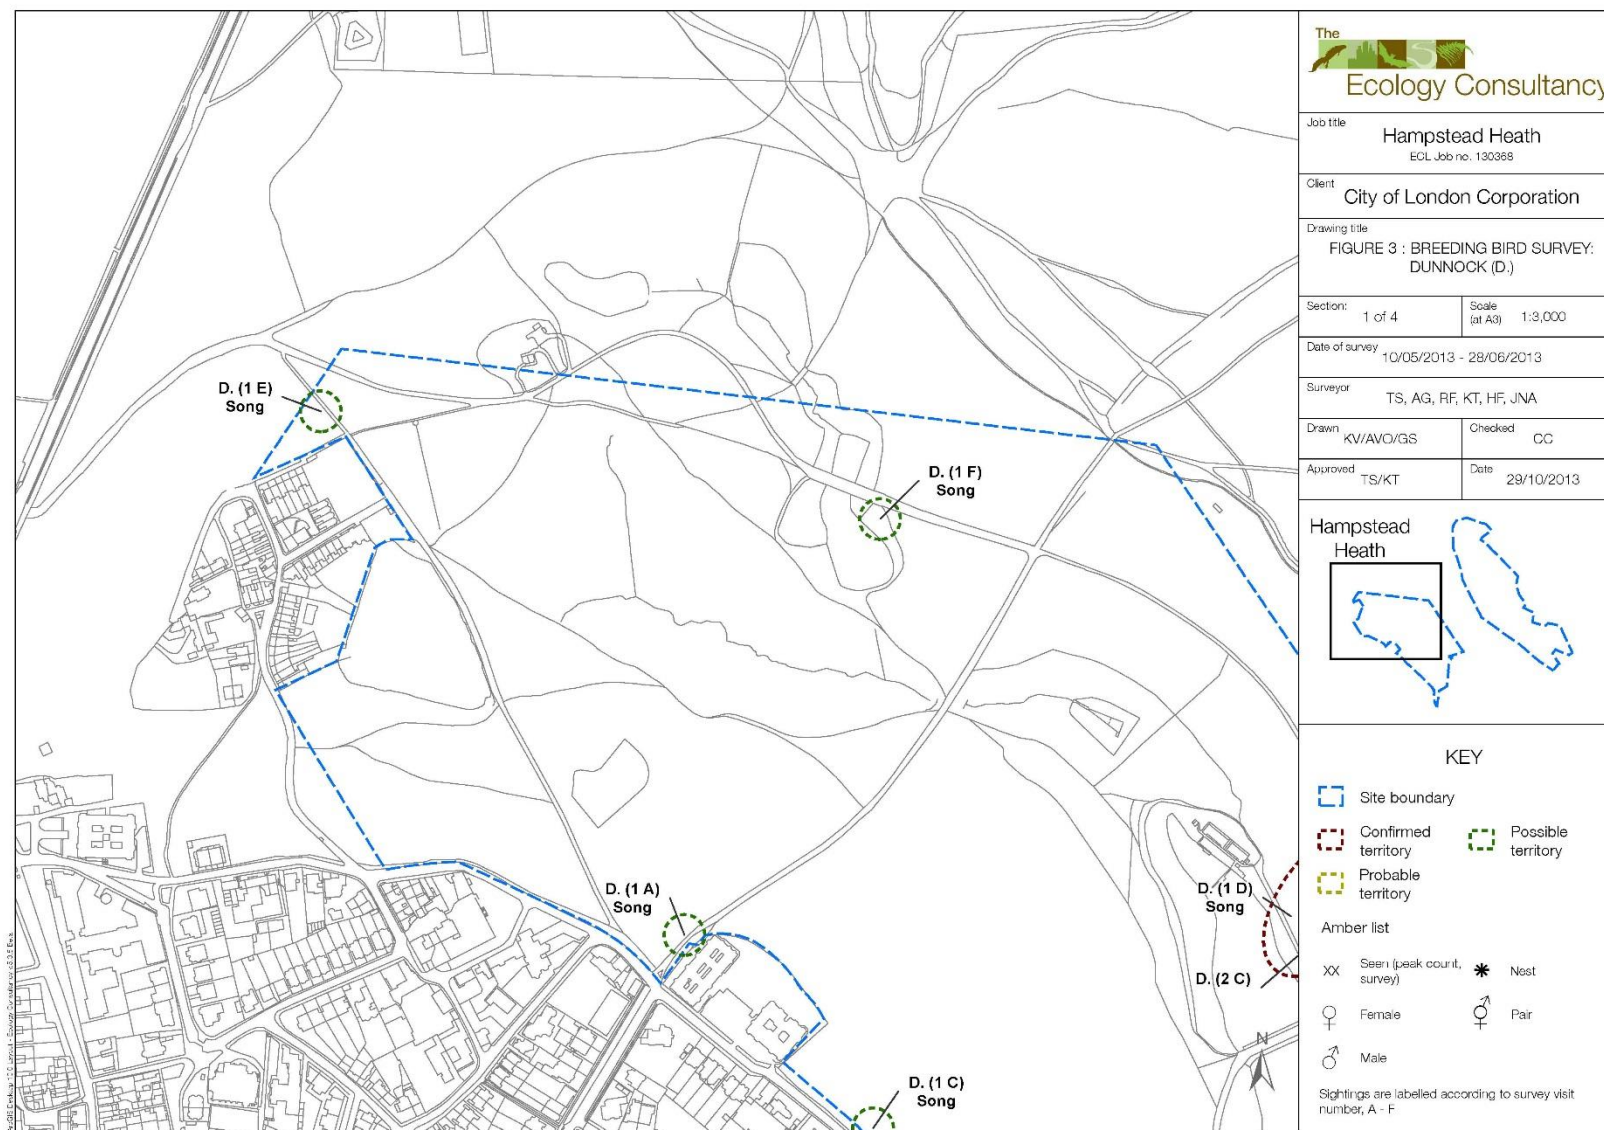 The
Ecology Consultancy
Job title
Hampstead Heath
ECL Job no. 130368
Client
City of London Corporation
Drawing title
FIGURE 3 : BREEDING BIRD SURVEY:
DUNNOCK (D.)
Section:
1 of 4
Scale
(at A3)
1:3,000
Date of survey
10/05/2013 - 28/06/2013
Surveyor
TS, AG, RF, KT, HF, JNA
Drawn
KV/AVO/GS
Checked
CC
Approved
TS/KT
Date
29/10/2013
Hampstead
Heath
KEY
Site boundary
Confirmed
territory
Possible
territory
Probable
territory
Amber list
XX
Seen (peak count,
survey)
Nest
Female
Pair
Male
Sightings are labelled according to survey visit
number, A - F
D. (1 E)
Song
D. (1 F)
Song
D. (1 A)
Song
D. (1 D)
Song
D. (2 C)
D. (1 C)
Song
N